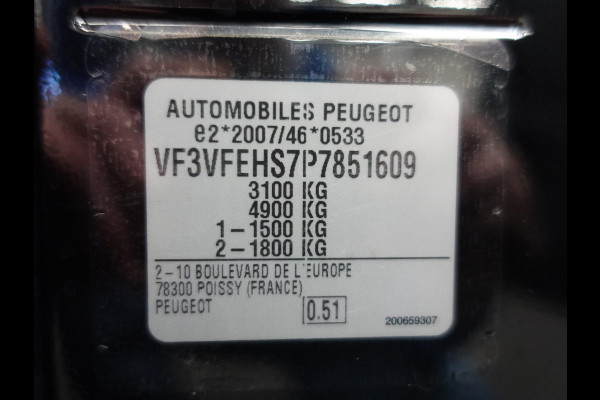 AUTOMOBILES PEUGEOT
e2*2007/46*0533
VF3VFEHS7P7851609
3100 KG
4900 KG
1-1500 KG
2-1800 KG
2-10 BOULEVARD DE L'EUROPE
78300 POISSY (FRANCE)
PEUGEOT 0.51
200659307